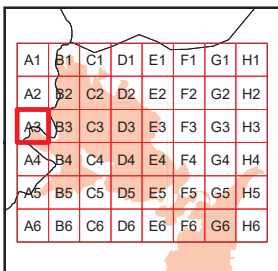 A1 B1 C1 D1 E1 F1 G1 H1
A2 B2 C2 D2 E2 F2 G2 H2
A3 B3 C3 D3 E3 F3 G3 H3
A4 B4 C4 D4 E4 F4 G4 H4
A5 B5 C5 D5 E5 F5 G5 H5
A6 B6 C6 D6 E6 F6 G6 H6